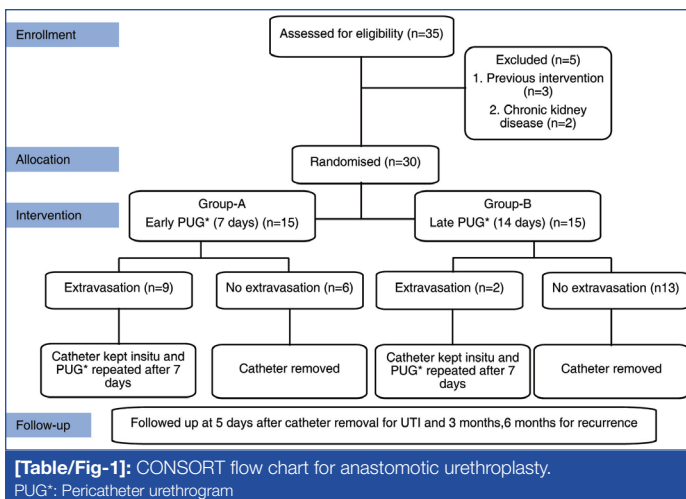 Enrollment
Assessed for eligibility (n=35)
Excluded (n=5)
1. Previous intervention
(n=3)
2. Chronic kidney
disease (n=2)
Allocation
Randomised (n=30)
Intervention
Group-A
Early PUG* (7 days) (n=15)
Group-B
Late PUG* (14 days) (n=15)
Extravasation (n=9)
No extravasation (n=6)
Extravasation (n=2)
No extravasation (n13)
Catheter kept insitu and
PUG* repeated after 7
days
Catheter removed
Catheter kept insitu and
PUG* repeated after 7
days
Catheter removed
Follow-up
Followed up at 5 days after catheter removal for UTI and 3 months,6 months for recurrence
[Table/Fig-1]: CONSORT flow chart for anastomotic urethroplasty.
PUG*: Pericatheter urethrogram